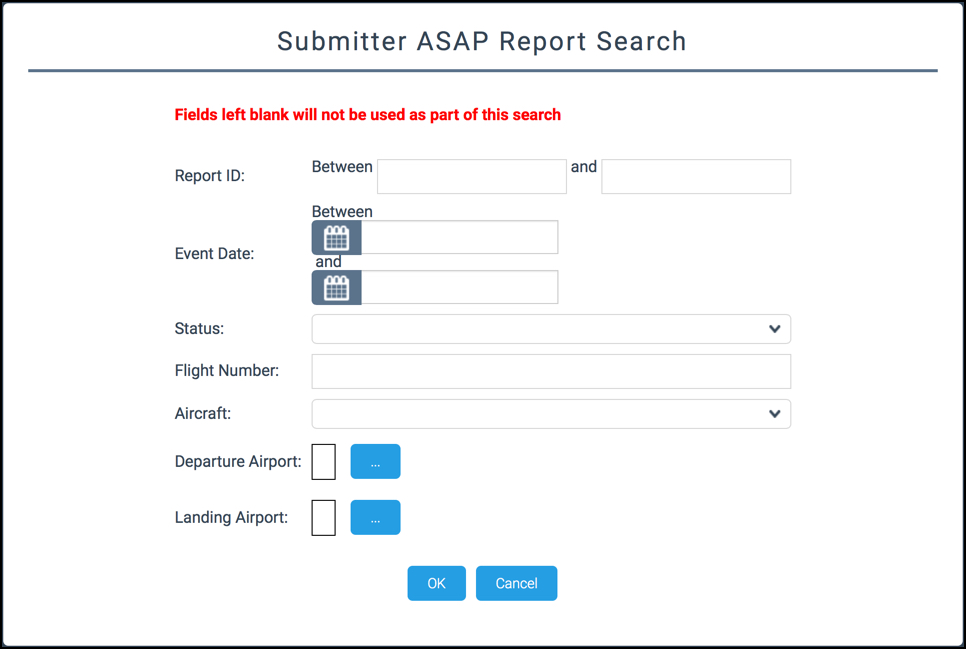 Submitter ASAP Report Search
Fields left blank will not be used as part of this search
Report ID: Between and
Between
Event Date:
and
Status:
Flight Number:
Aircraft:
Departure Airport: ...
Landing Airport: ...
OK Cancel